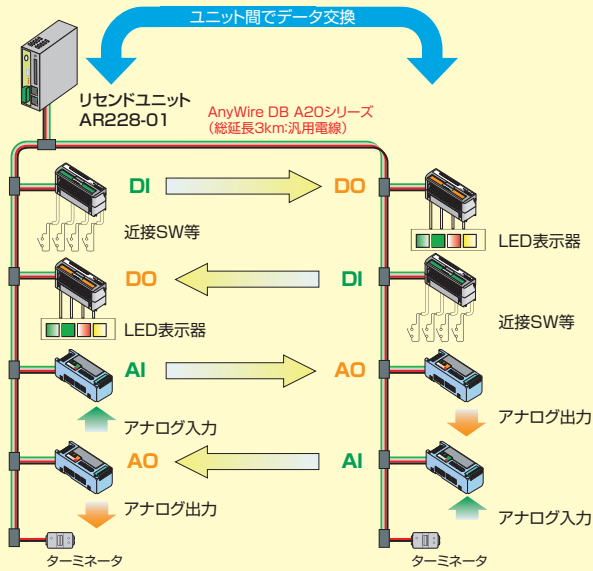 ユニット間でデータ交換
リセンドユニット
AR228-01
AnyWire DB A20シリーズ
（総延長3km:汎用電線）
DI
DO
近接SW等
LED表示器
DO
DI
LED表示器
近接SW等
AI
AO
アナログ入力
アナログ出力
AO
AI
アナログ出力
アナログ入力
ターミネータ
ターミネータ